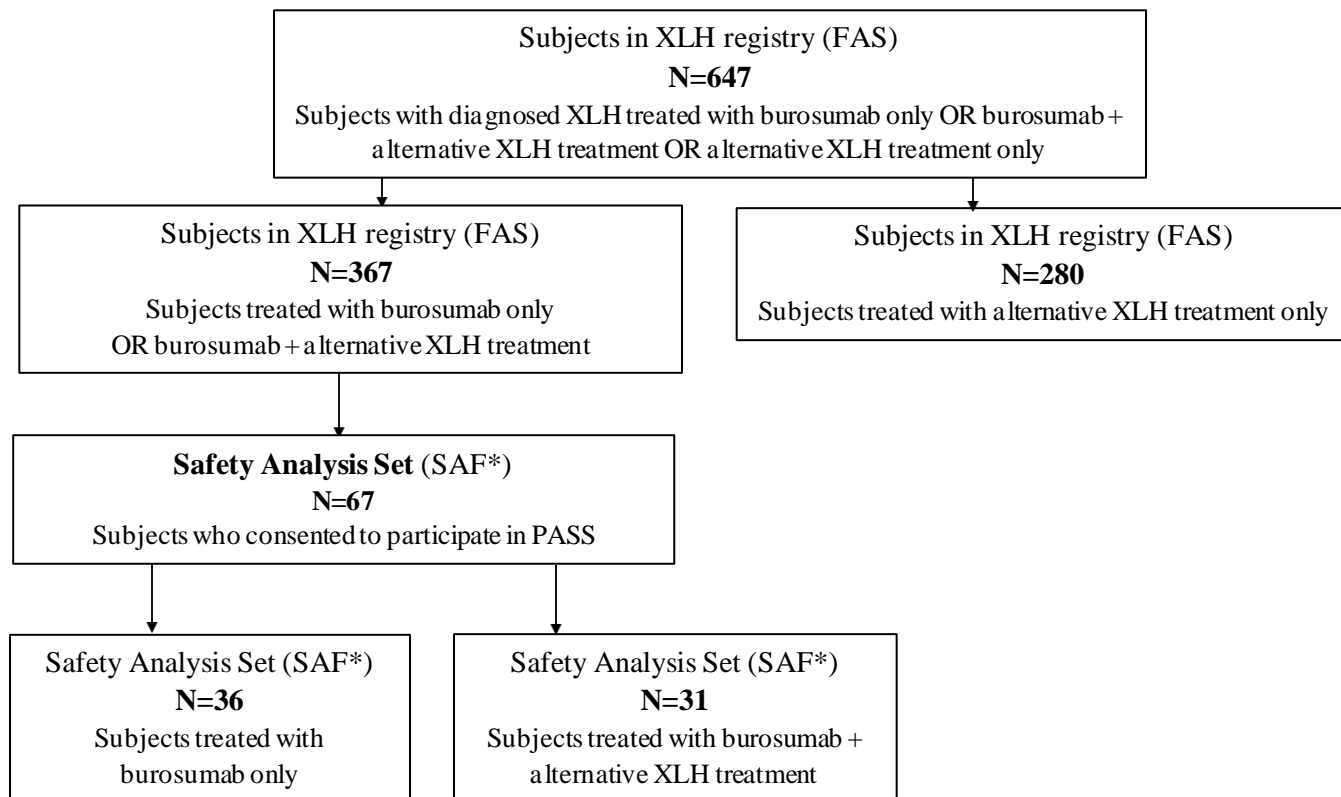 Subjects in XLH registry (FAS)
N=647
Subjects with diagnosed XLH treated with burosumab only OR burosumab +
alternative XLH treatment OR alternative XLH treatment only
Subjects in XLH registry (FAS)
N=367
Subjects treated with burosumab only
OR burosumab + alternative XLH treatment
Subjects in XLH registry (FAS)
N=280
Subjects treated with alternative XLH treatment only
Safety Analysis Set (SAF*)
N=67
Subjects who consented to participate in PASS
Safety Analysis Set (SAF*)
N=36
Subjects treated with
burosumab only
Safety Analysis Set (SAF*)
N=31
Subjects treated with burosumab +
alternative XLH treatment